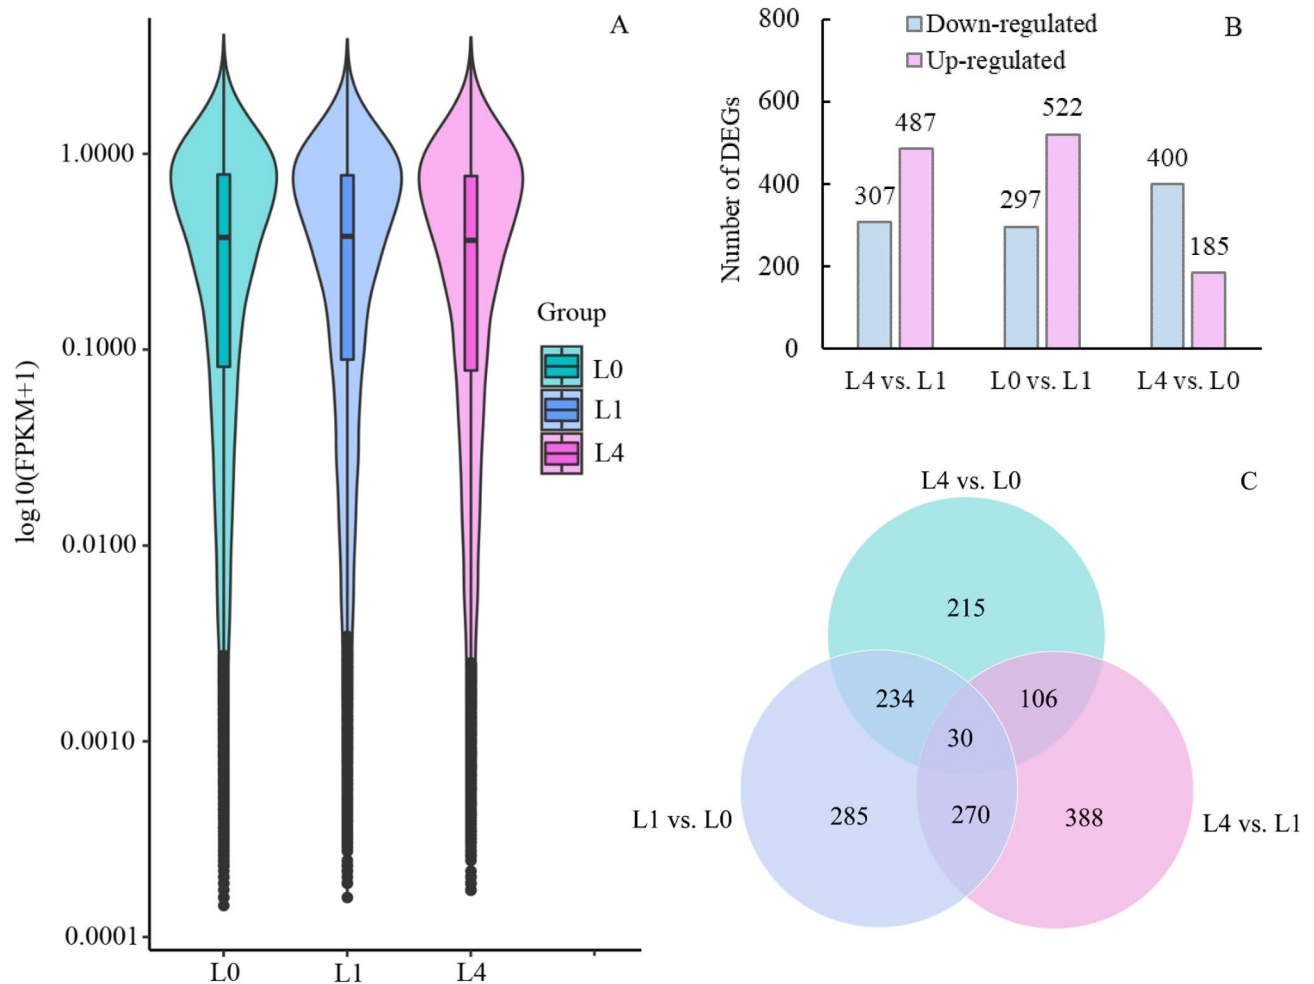 A
log10(FPKM+1)
1.0000
0.1000
0.0100
0.0010
0.0001
L0
L1
L4
Group
L0
L1
L4
B
Down-regulated
Up-regulated
Number of DEGs
800
600
400
200
0
307
487
297
522
400
185
L4 vs. L1
L0 vs. L1
L4 vs. L0
C
L4 vs. L0
215
234
106
30
285
270
388
L1 vs. L0
L4 vs. L1